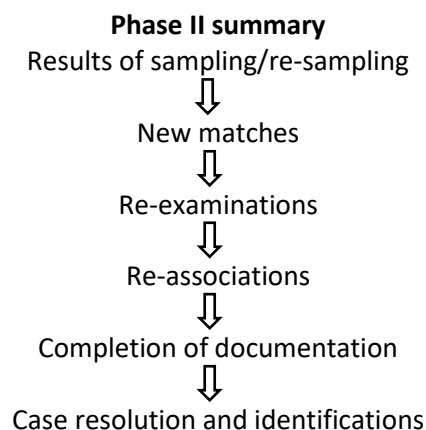 Phase II summary
Results of sampling/re-sampling
New matches
Re-examinations
Re-associations
Completion of documentation
Case resolution and identifications